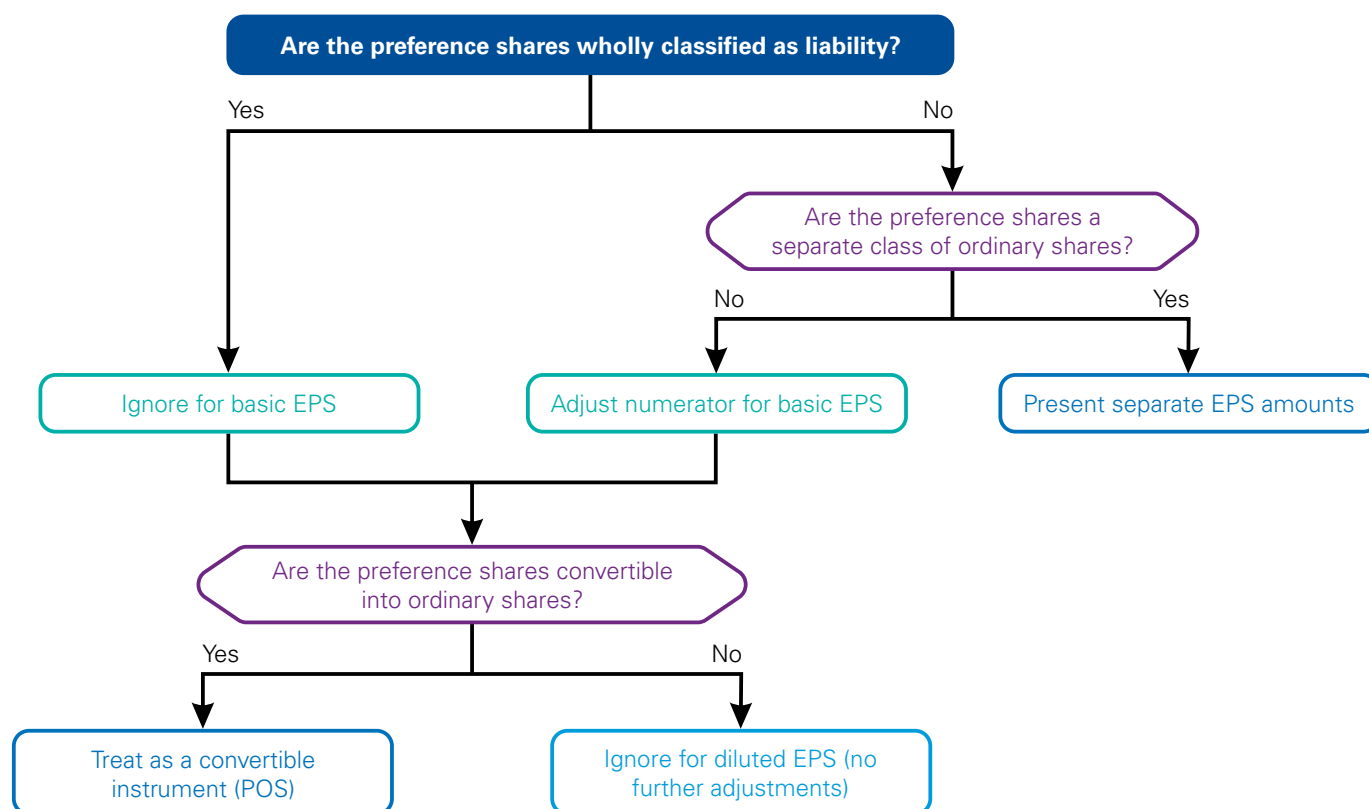 Are the preference shares wholly classified as liability?
Yes
No
Are the preference shares a
separate class of ordinary shares?
No
Yes
Ignore for basic EPS
Adjust numerator for basic EPS
Present separate EPS amounts
Are the preference shares convertible
into ordinary shares?
Yes
No
Treat as a convertible
instrument (POS)
Ignore for diluted EPS (no
further adjustments)